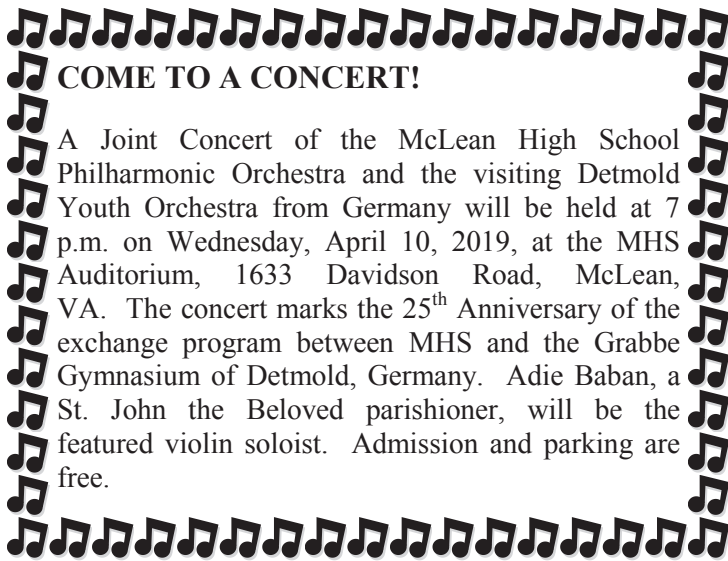 COME TO A CONCERT!
A Joint Concert of the McLean High School
Philharmonic Orchestra and the visiting Detmold
Youth Orchestra from Germany will be held at 7
p.m. on Wednesday, April 10, 2019, at the MHS
Auditorium, 1633 Davidson Road, McLean,
VA. The concert marks the 25th Anniversary of the
exchange program between MHS and the Grabbe
Gymnasium of Detmold, Germany. Adie Baban, a
St. John the Beloved parishioner, will be the
featured violin soloist. Admission and parking are
free.